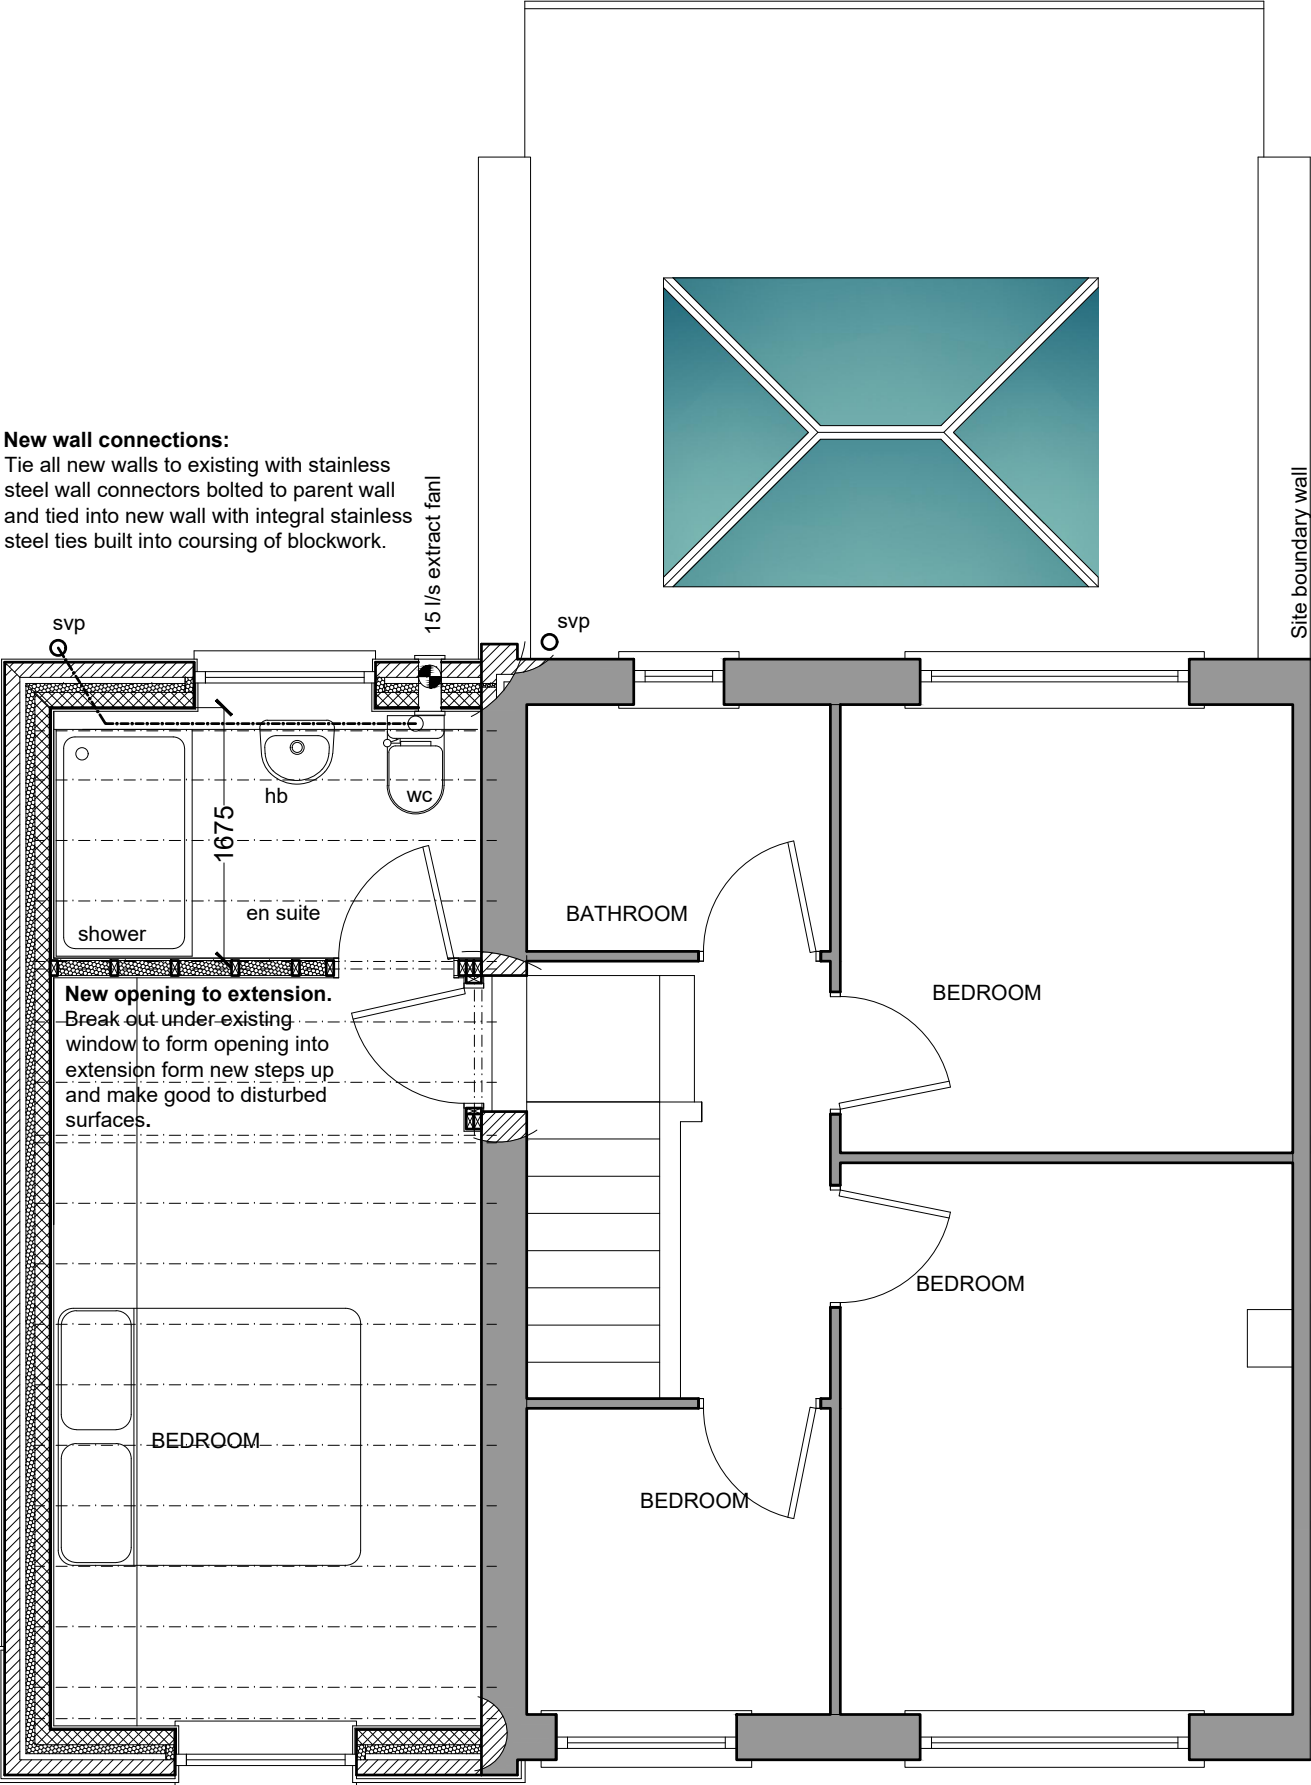 New wall connections:
Tie all new walls to existing with stainless
steel wall connectors bolted to parent wall
and tied into new wall with integral stainless
steel ties built into coursing of blockwork.
15 l/s extract fanl
Site boundary wall
svp
svp
hb
wc
1675
en suite
shower
BATHROOM
New opening to extension.
Break out under existing
window to form opening into
extension form new steps up
and make good to disturbed
surfaces.
BEDROOM
BEDROOM
BEDROOM
BEDROOM